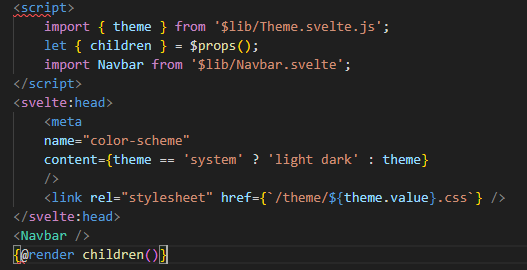 <script>
import { theme } from '$lib/Theme.svelte.js';
let { children } = $props();
import Navbar from '$lib/Navbar.svelte';
</script>
<svelte:head>
<meta
name="color-scheme"
content={theme == 'system' ? 'light dark' : theme}
/>
<link rel="stylesheet" href={`/theme/${theme.value}.css`} />
</svelte:head>
<Navbar />
{@render children()}